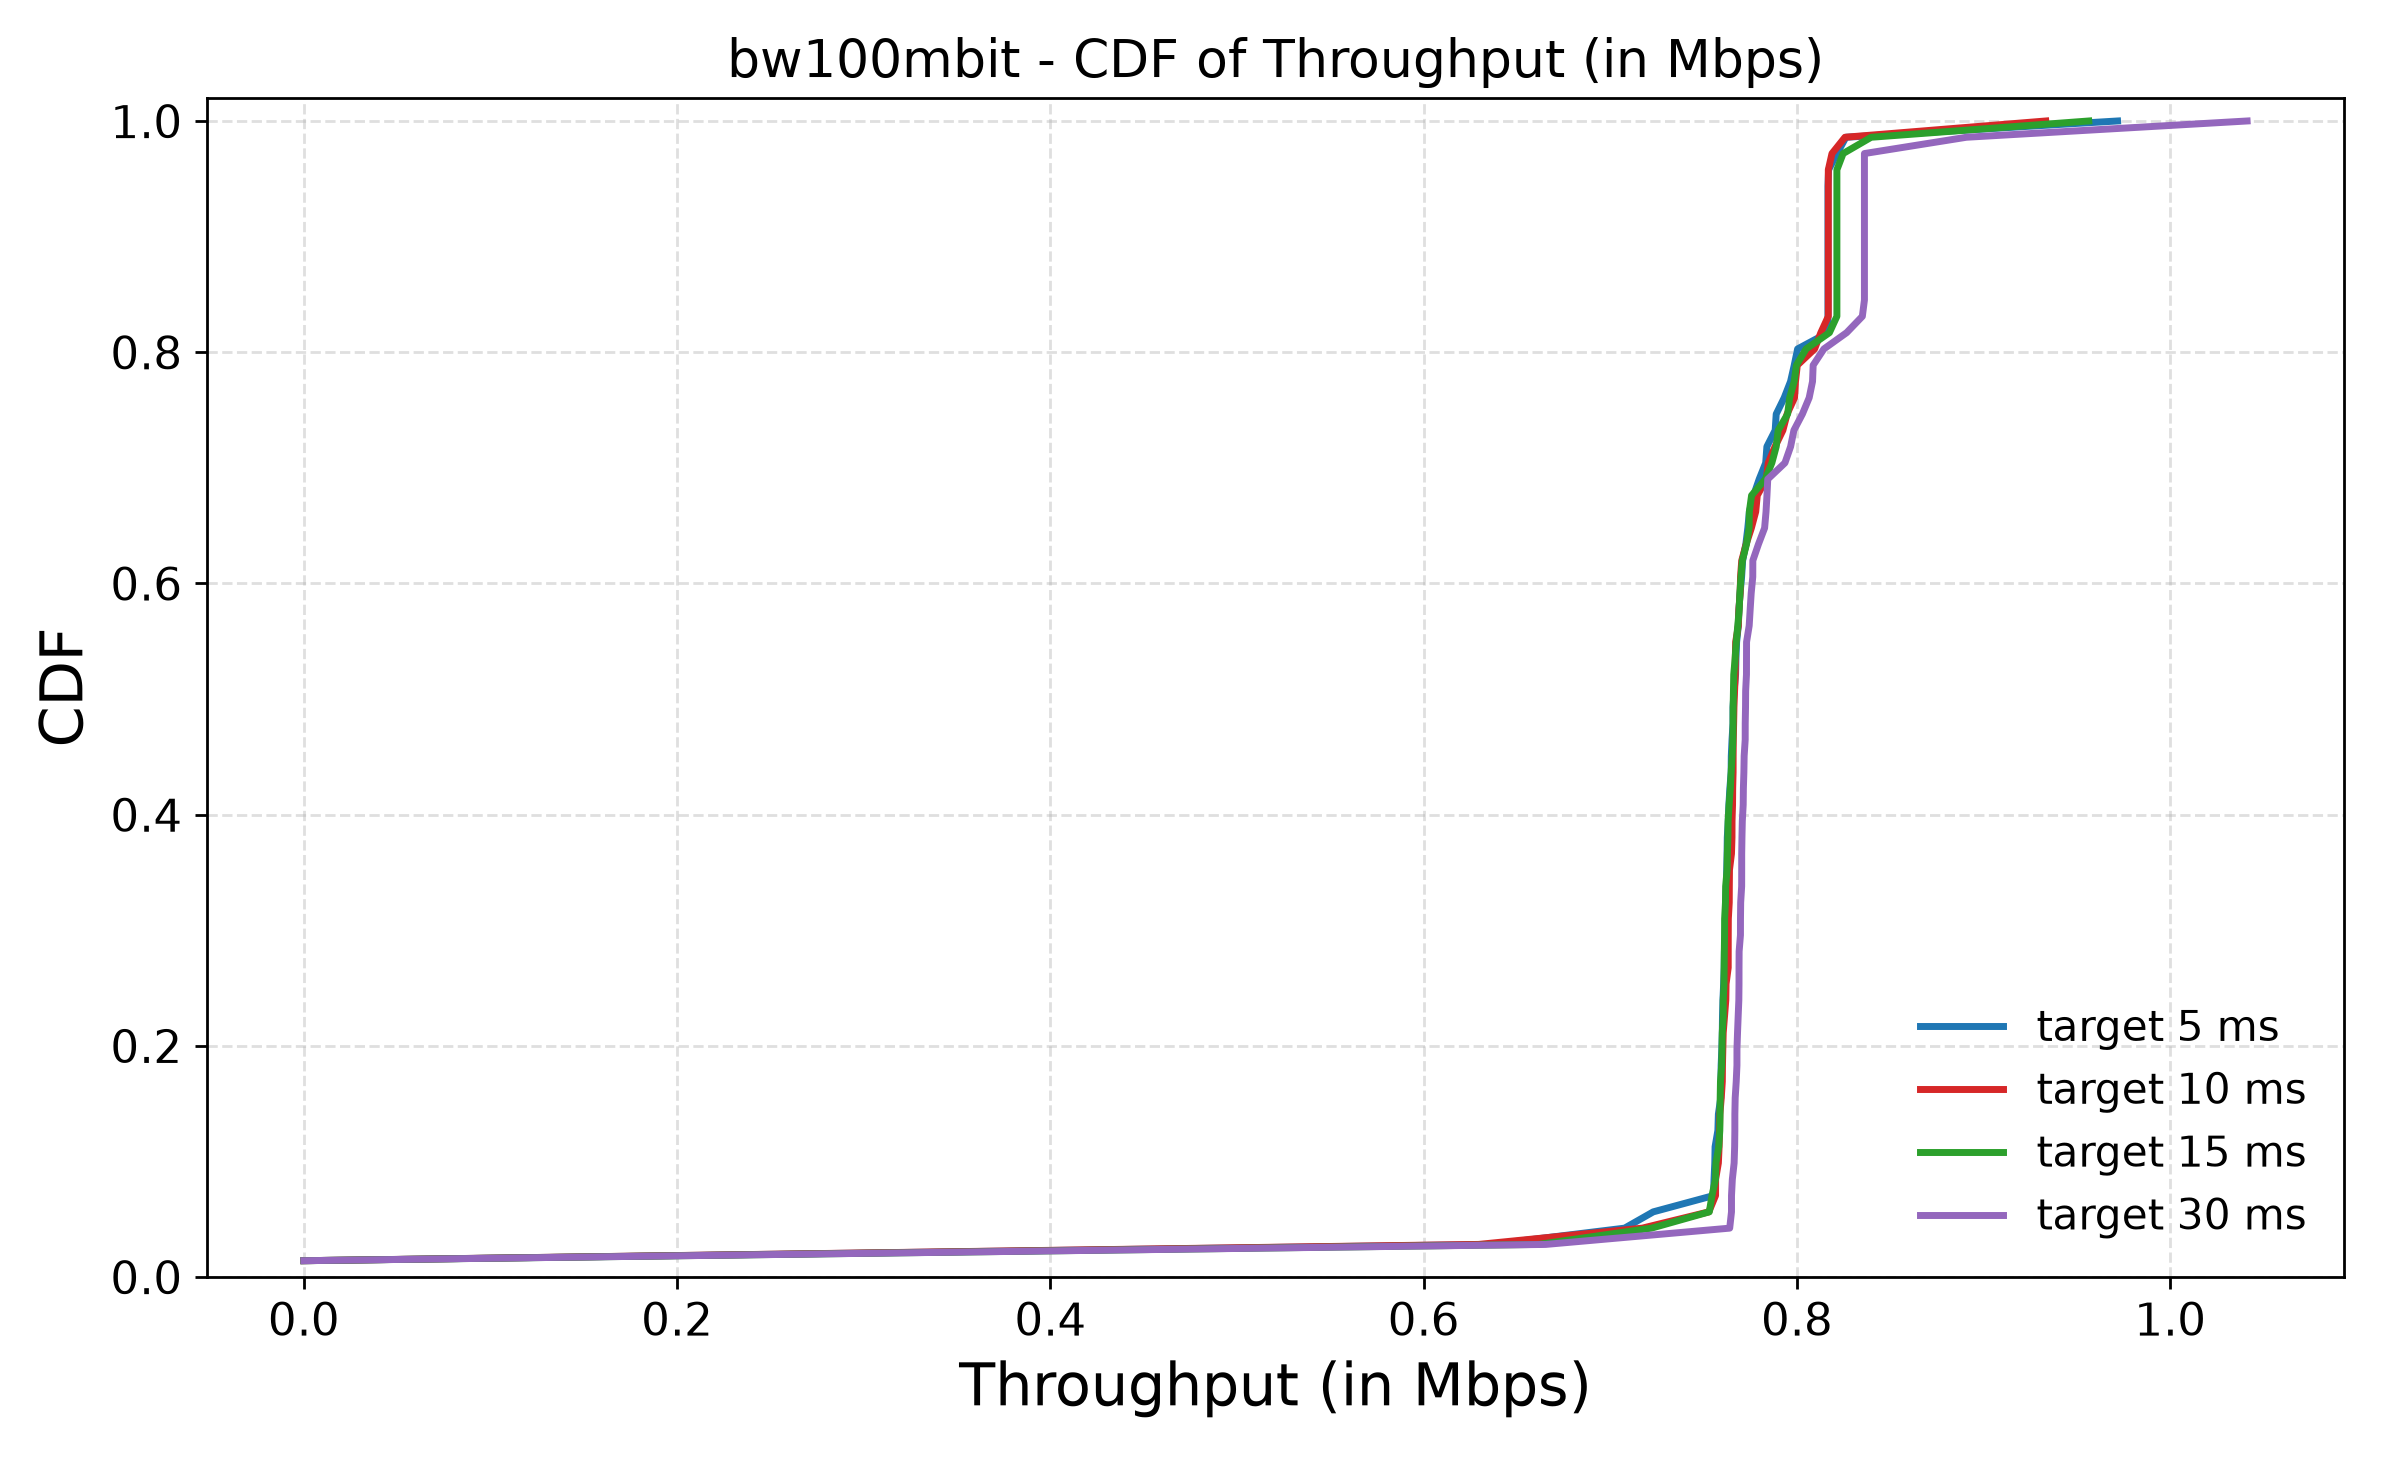 bw100mbit - CDF of Throughput (in Mbps)
1.0
0.8
0.6
0.4
0.2
0.0
CDF
target 5 ms
target 10 ms
target 15 ms
target 30 ms
0.0 0.2 0.4 0.6 0.8 1.0
Throughput (in Mbps)